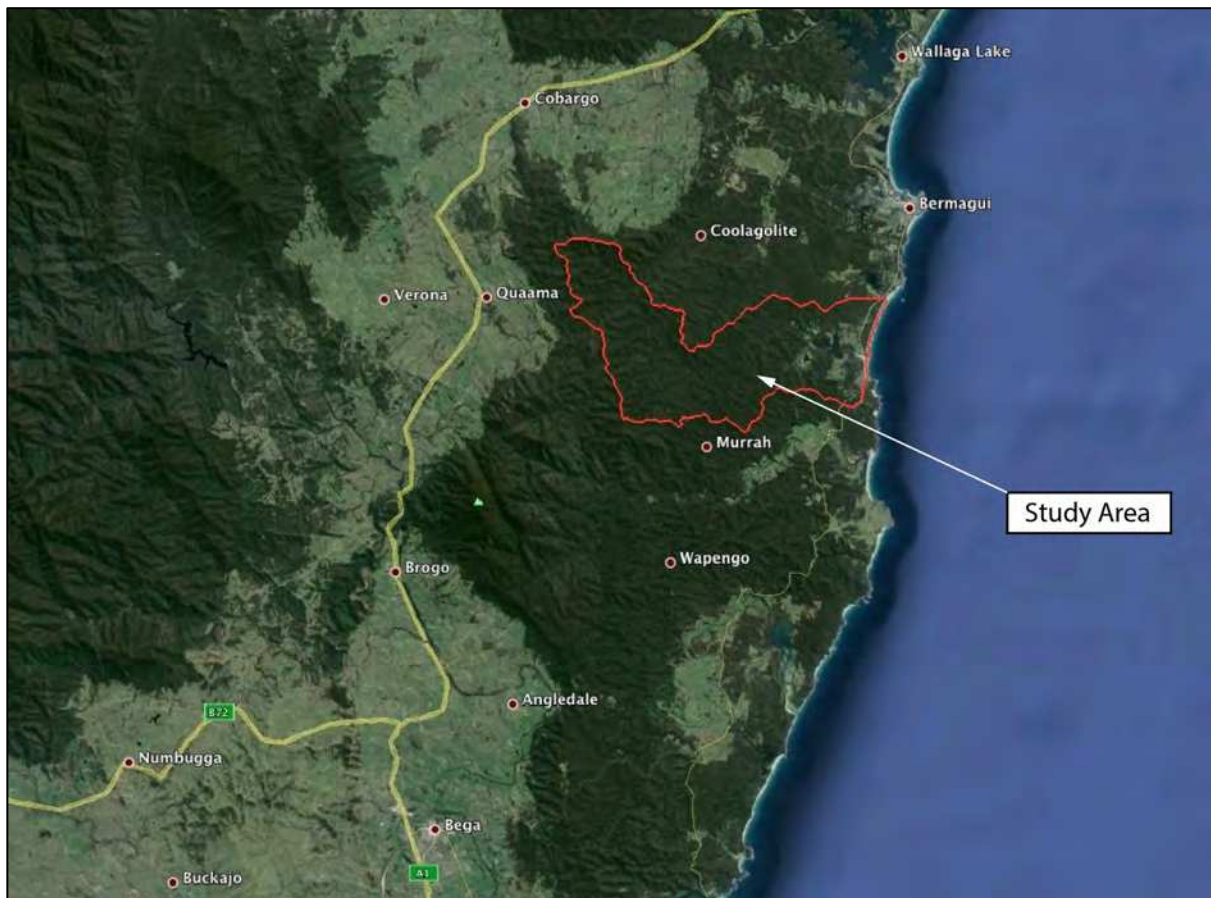 Wallaga Lake
Cobargo
Bermagui
Coolagolite
Verona
Quaama
Murrah
Study Area
Wapengo
Brogo
Angledale
B72
Numbugga
Bega
A1
Buckajo